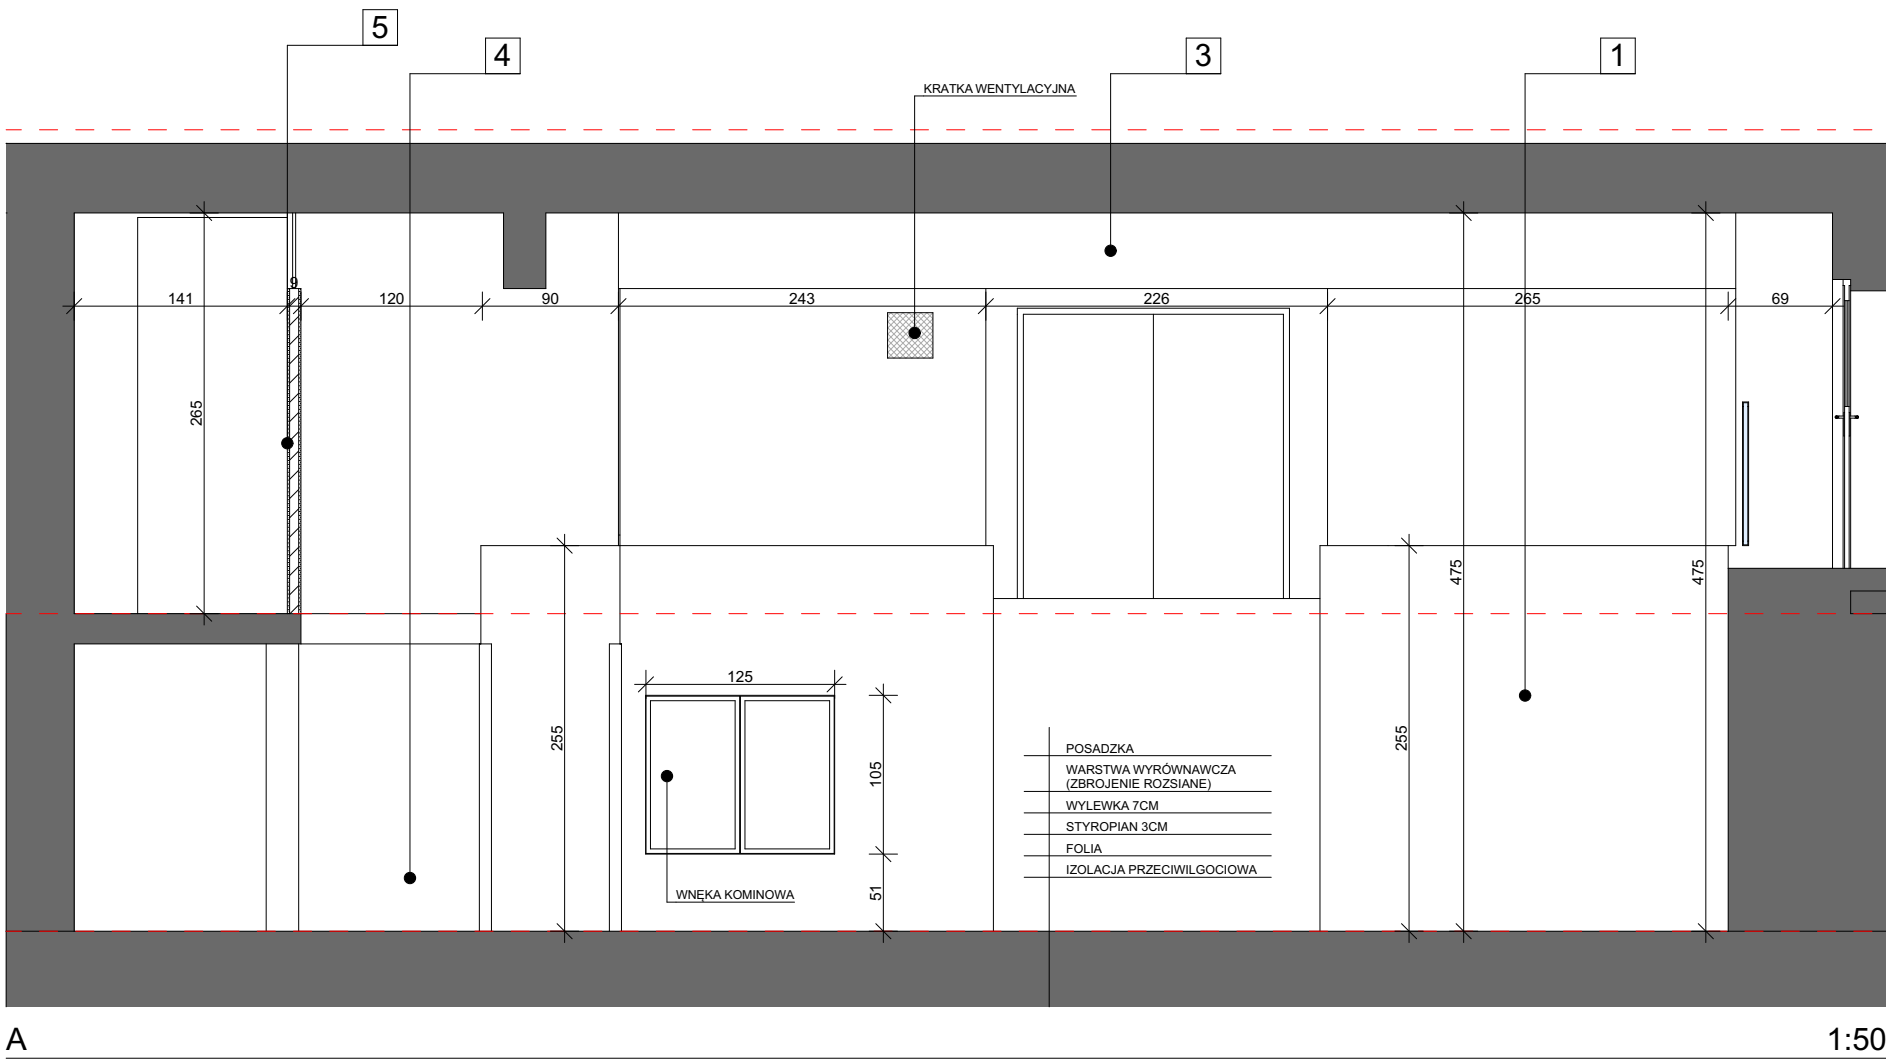 5
4
3
1
KRATKA WENTYLACYJNA
9
141
120
90
243
226
265
69
265
475
475
125
255
255
105
51
POSADZKA
WARSTWA WYRÓWNAWCZA
(ZBROJENIE ROZSIANE)
WYLEWKA 7CM
STYROPIAN 3CM
FOLIA
IZOLACJA PRZECIWILGOCIOWA
WNĘKA KOMINOWA
A
1:50